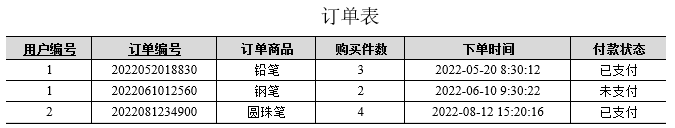 订单表
用户编号 订单编号 订单商品 购买件数 下单时间 付款状态
1 2022052018830 铅笔 3 2022-05-20 8:30:12 已支付
1 2022061012560 钢笔 2 2022-06-10 9:30:22 未支付
2 2022081234900 圆珠笔 4 2022-08-12 15:20:16 已支付